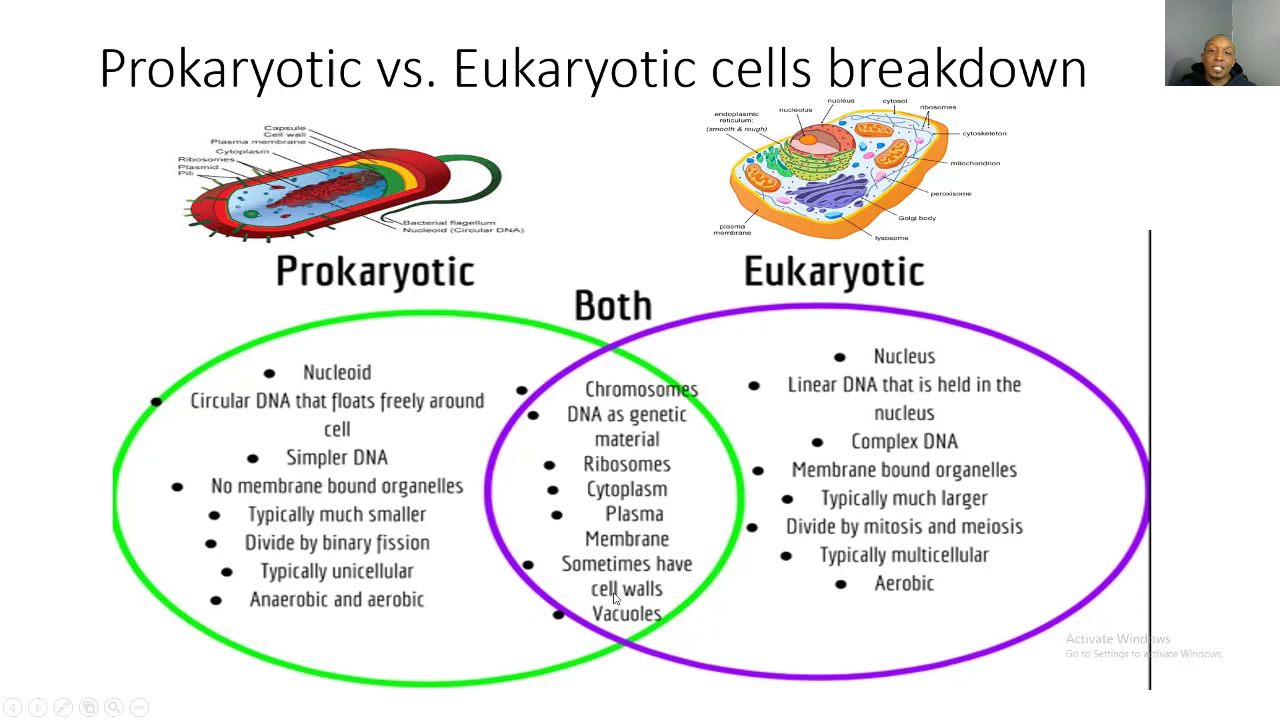 Prokaryotic vs. Eukaryotic cells breakdown
Capsule
Cell wall
Plasma membrane
Cytoplasm
Ribosomes
Plasmid
Pili
Bacterial flagellum
Nucleoid (Circular DNA)
nucleus
nucleolus
cytosol
ribosomes
endoplasmic
reticulum:
(smooth & rough)
cytoskeleton
mitochondrion
peroxisome
Golgi body
plasma
membrane
lysosome
Prokaryotic
Both
Eukaryotic
• Nucleoid
• Circular DNA that floats freely around
cell
• Simpler DNA
• No membrane bound organelles
• Typically much smaller
• Divide by binary fission
• Typically unicellular
• Anaerobic and aerobic
• Chromosomes
• DNA as genetic
material
• Ribosomes
• Cytoplasm
• Plasma
Membrane
• Sometimes have
cell walls
• Vacuoles
• Nucleus
• Linear DNA that is held in the
nucleus
• Complex DNA
• Membrane bound organelles
• Typically much larger
• Divide by mitosis and meiosis
• Typically multicellular
• Aerobic
Activate Windows
Go to Settings to activate Windows.